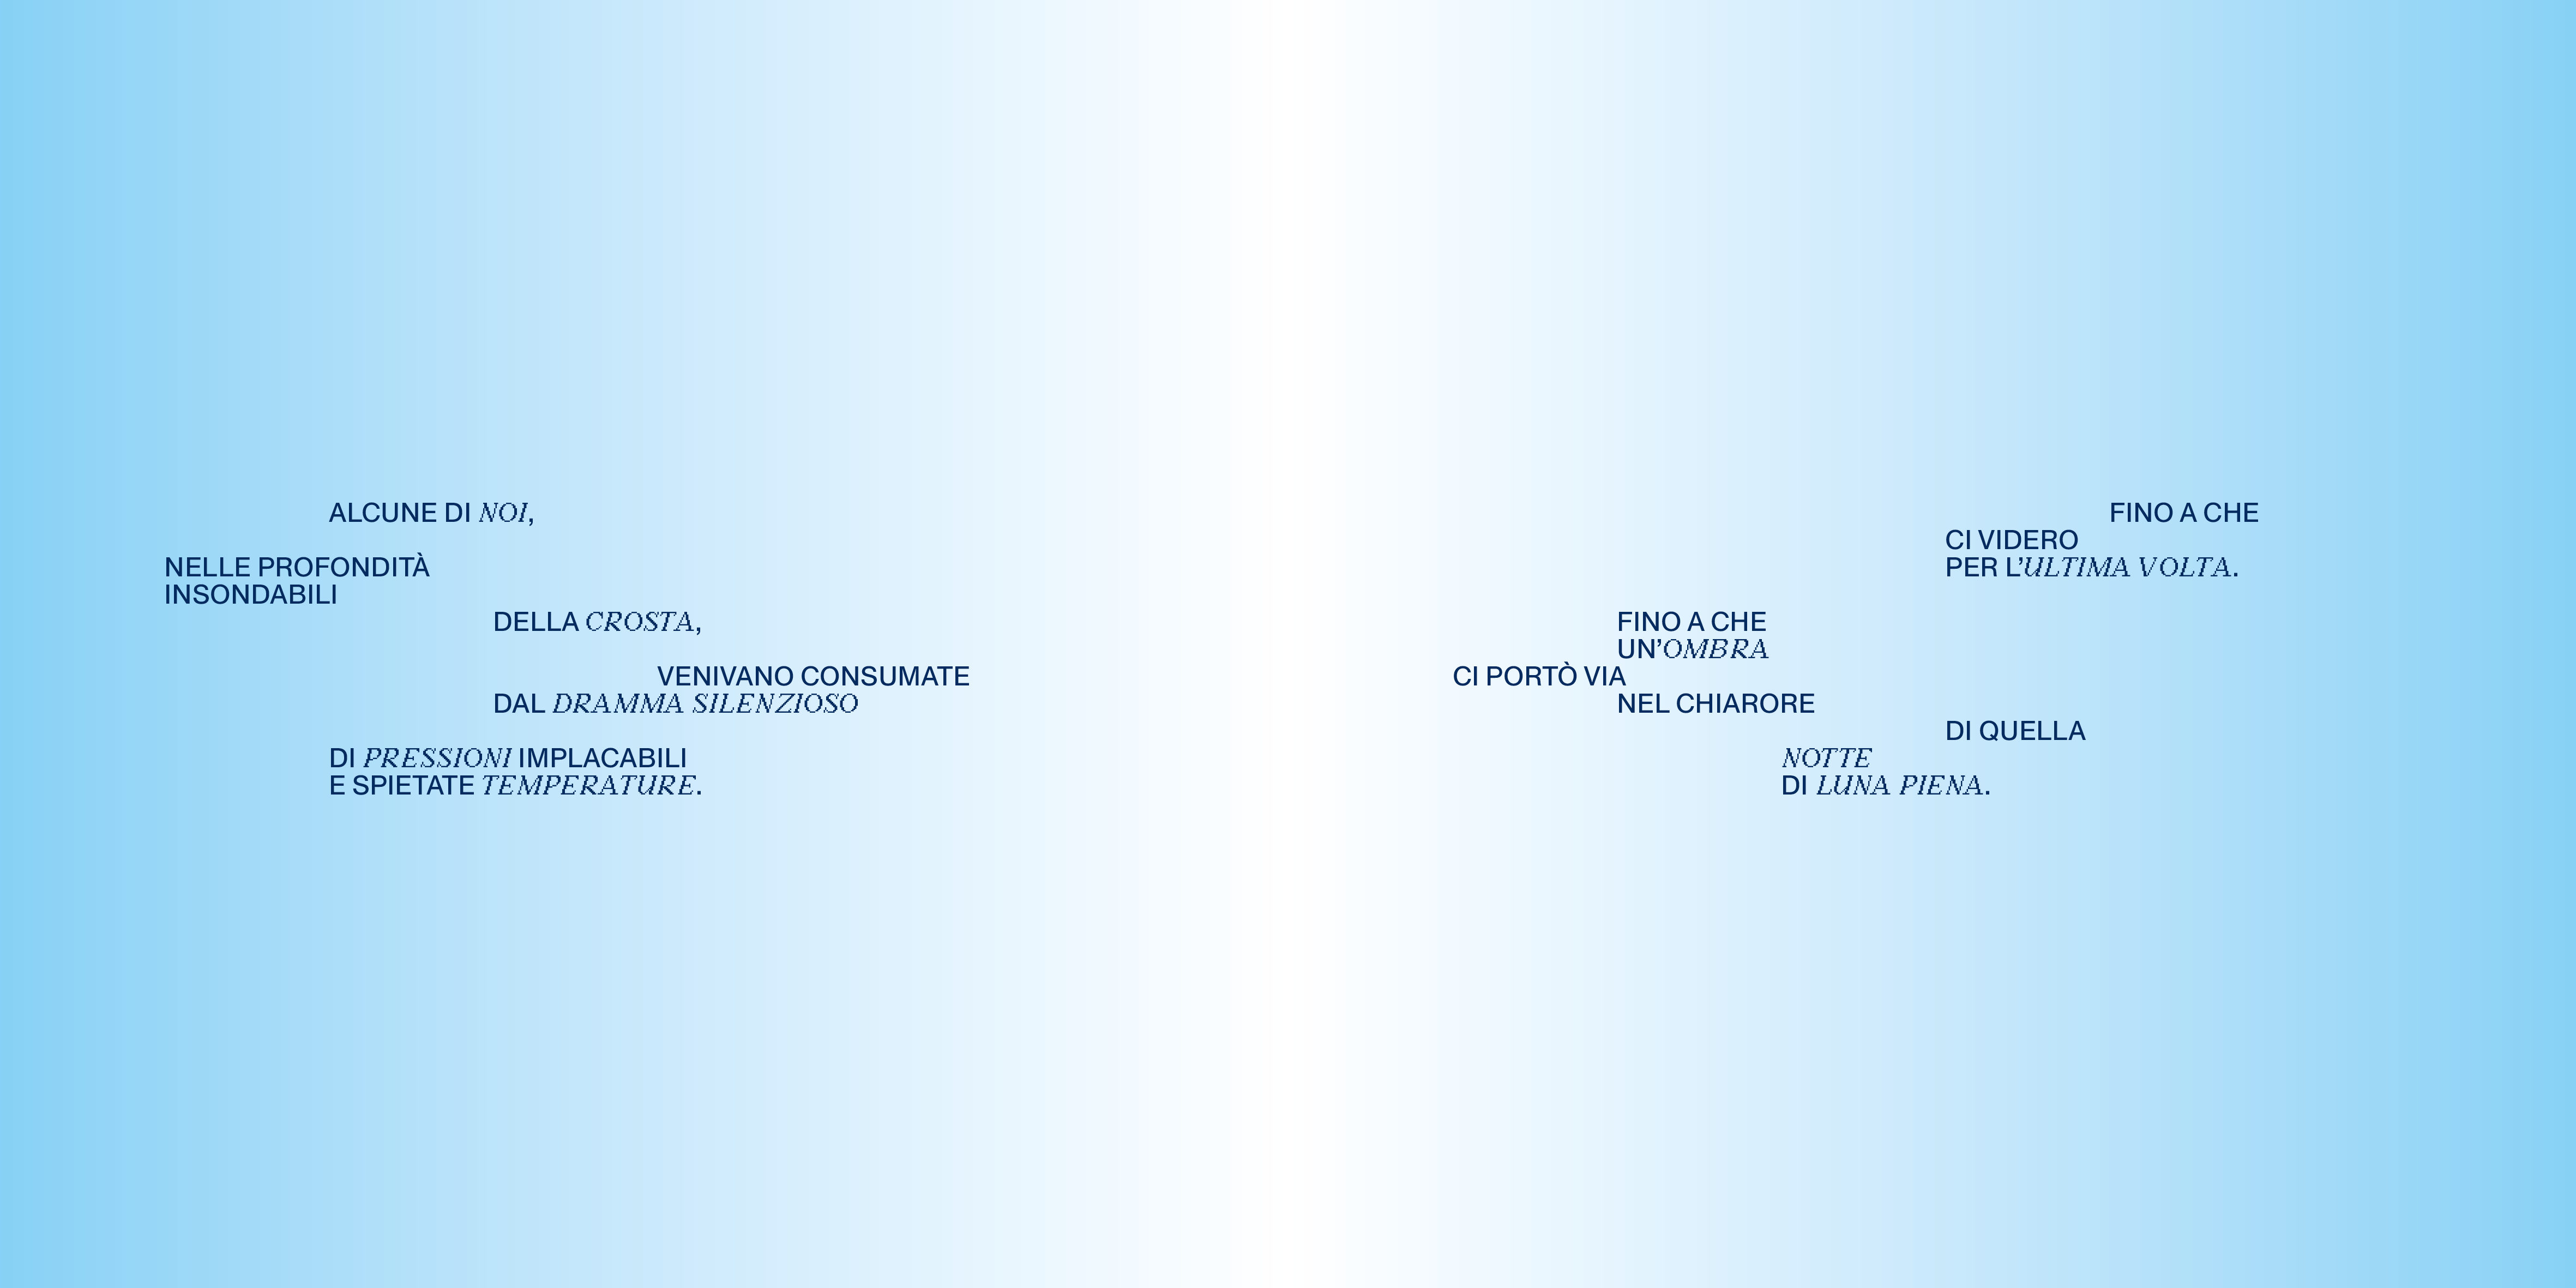 ALCUNE DI NOI,
NELLE PROFONDITÀ
INSONDABILI
DELLA CROSTA,
VENIVANO CONSUMATE
DAL DRAMMA SILENZIOSO
DI PRESSIONI IMPLACABILI
E SPIETATE TEMPERATURE.
FINO A CHE
CI VIDERO
PER L’ULTIMA VOLTA.
FINO A CHE
UN’OMBRA
CI PORTÒ VIA
NEL CHIARORE
DI QUELLA
NOTTE
DI LUNA PIENA.